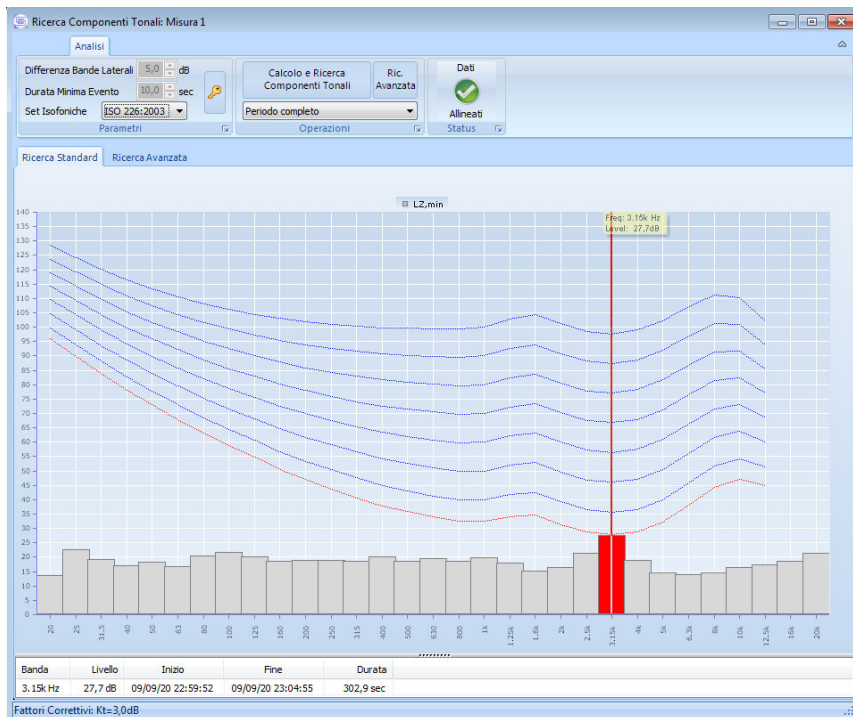 Ricerca Componenti Tonali: Misura 1
Analisi
Differenza Bande Laterali 5,0 dB
Durata Minima Evento 10,0 sec
Set Isofoniche ISO 226:2003
Parametri
Calcolo e Ricerca
Componenti Tonali
Ric.
Avanzata
Periodo completo
Operazioni
Dati
Allineati
Status
Ricerca Standard Ricerca Avanzata
LZ,min
Freq: 3.15k Hz
Level: 27,7dB
140
135
130
125
120
115
110
105
100
95
90
85
80
75
70
65
60
55
50
45
40
35
30
25
20
15
10
5
0
20 25 31.5 40 50 63 80 100 125 160 200 250 315 400 500 630 800 1k 1.25k 1.6k 2k 2.5k 3.15k 4k 5k 6.3k 8k 10k 12.5k 16k 20k
Banda Livello Inizio Fine Durata
3.15k Hz 27,7 dB 09/09/20 22:59:52 09/09/20 23:04:55 302,9 sec
Fattori Correttivi: Kt=3,0dB